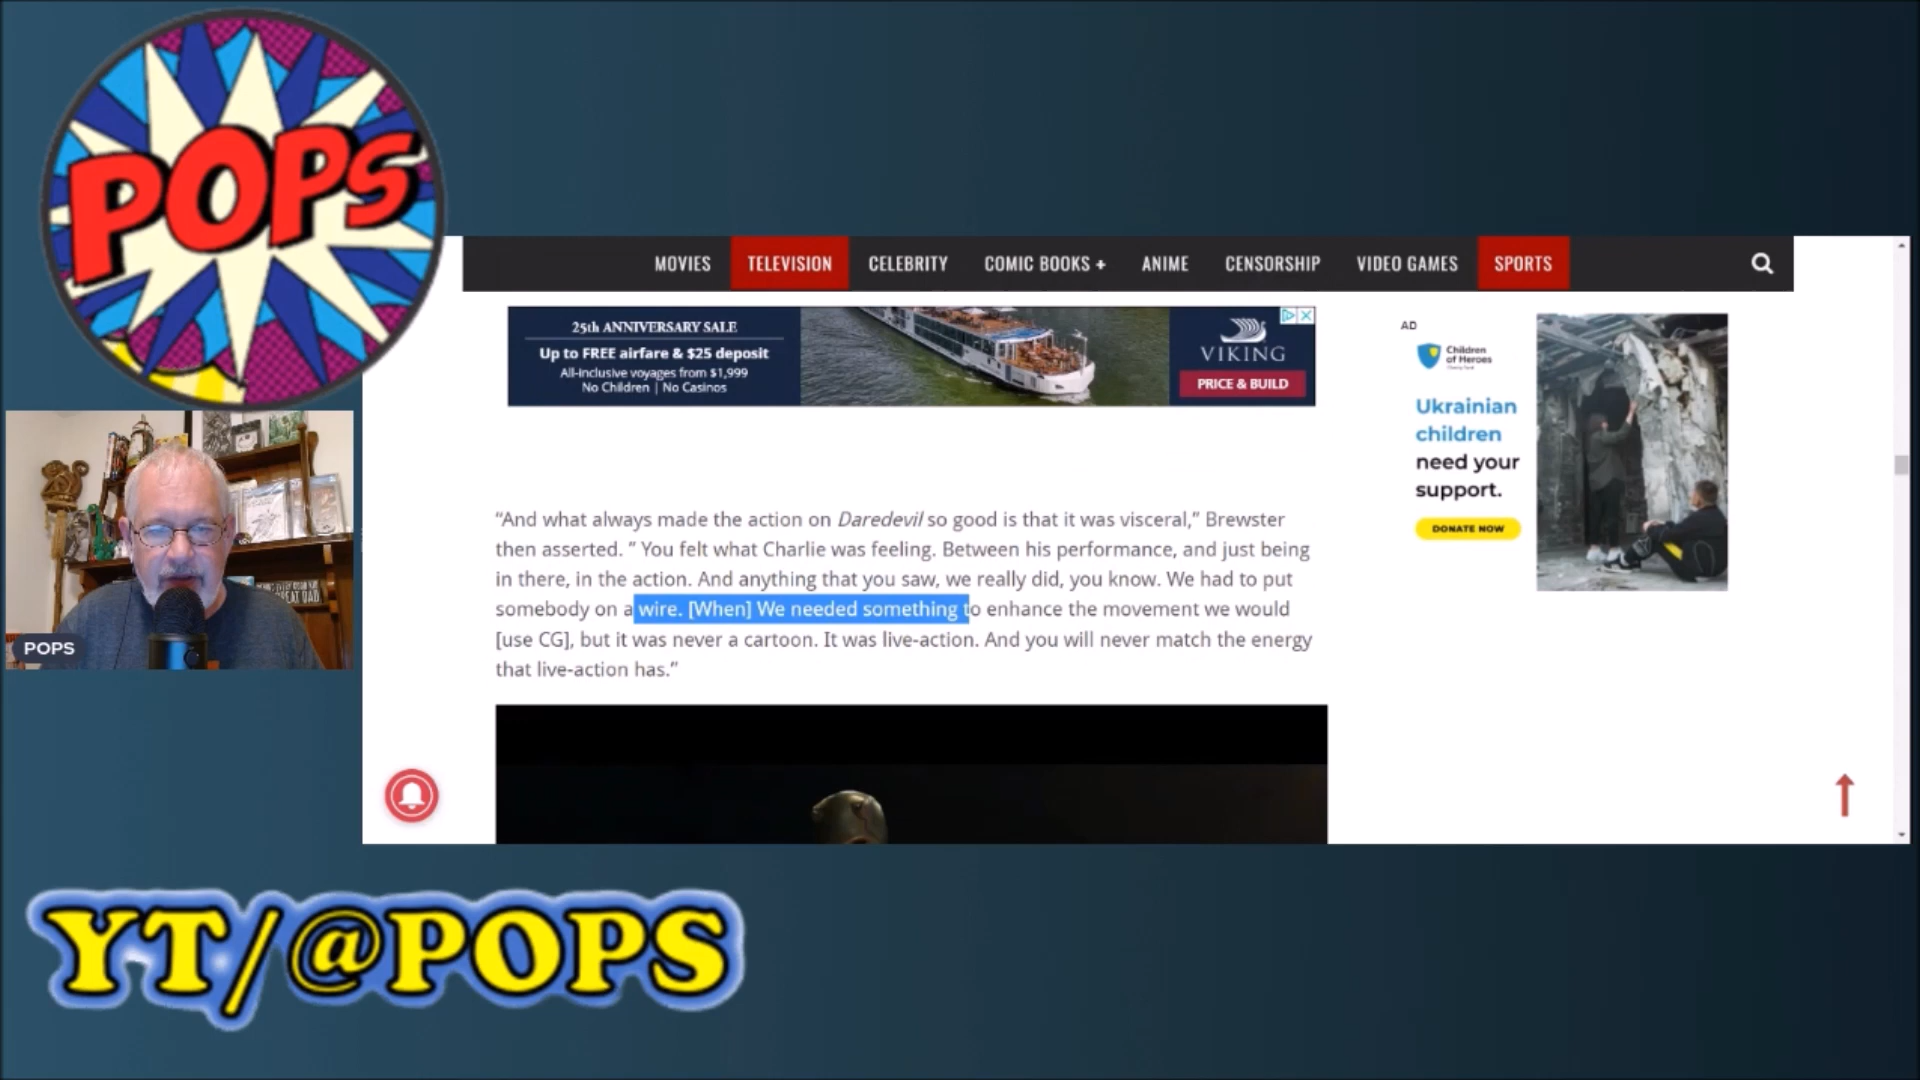 POPS
MOVIES
TELEVISION
CELEBRITY
COMIC BOOKS +
ANIME
CENSORSHIP
VIDEO GAMES
SPORTS
25th ANNIVERSARY SALE
Up to FREE airfare & $25 deposit
All-inclusive voyages from $1,999
No Children | No Casinos
VIKING
PRICE & BUILD
AD
Children
of Heroes
Ukrainian
children
need your
support.
DONATE NOW
“And what always made the action on Daredevil so good is that it was visceral,” Brewster
then asserted. ” You felt what Charlie was feeling. Between his performance, and just being
in there, in the action. And anything that you saw, we really did, you know. We had to put
somebody on a wire. [When] We needed something to enhance the movement we would
[use CG], but it was never a cartoon. It was live-action. And you will never match the energy
that live-action has.”
POPS
YT/@POPS